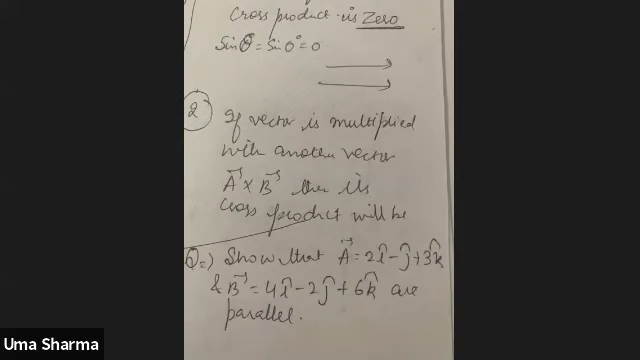 Cross product is Zero
Sinθ = Sin0° = 0
2
If vector is multiplied
with another vector
A⃗ × B⃗ then its
Cross product will be
Q=) Show that A⃗ = 2î - ĵ + 3k̂
& B⃗ = 4î - 2ĵ + 6k̂ are
parallel.
Uma Sharma